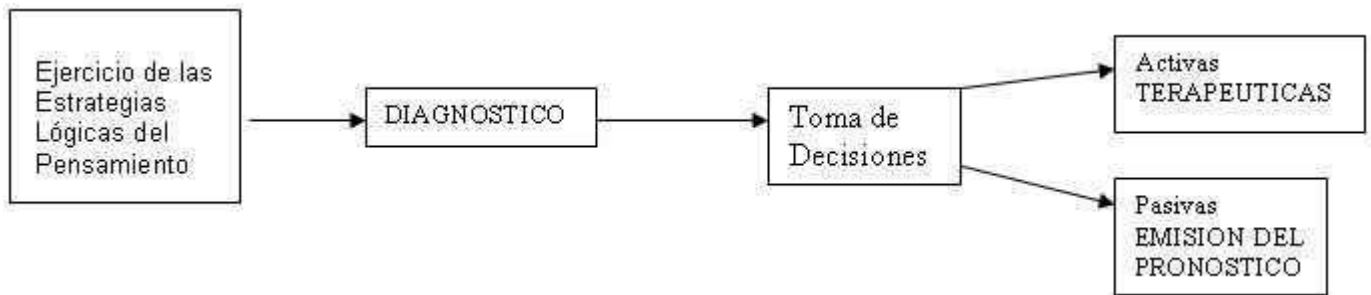 Ejercicio de las
Estrategias
Lógicas del
Pensamiento
DIAGNOSTICO
Toma de
Decisiones
Activas
TERAPEUTICAS
Pasivas
EMISION DEL
PRONOSTICO